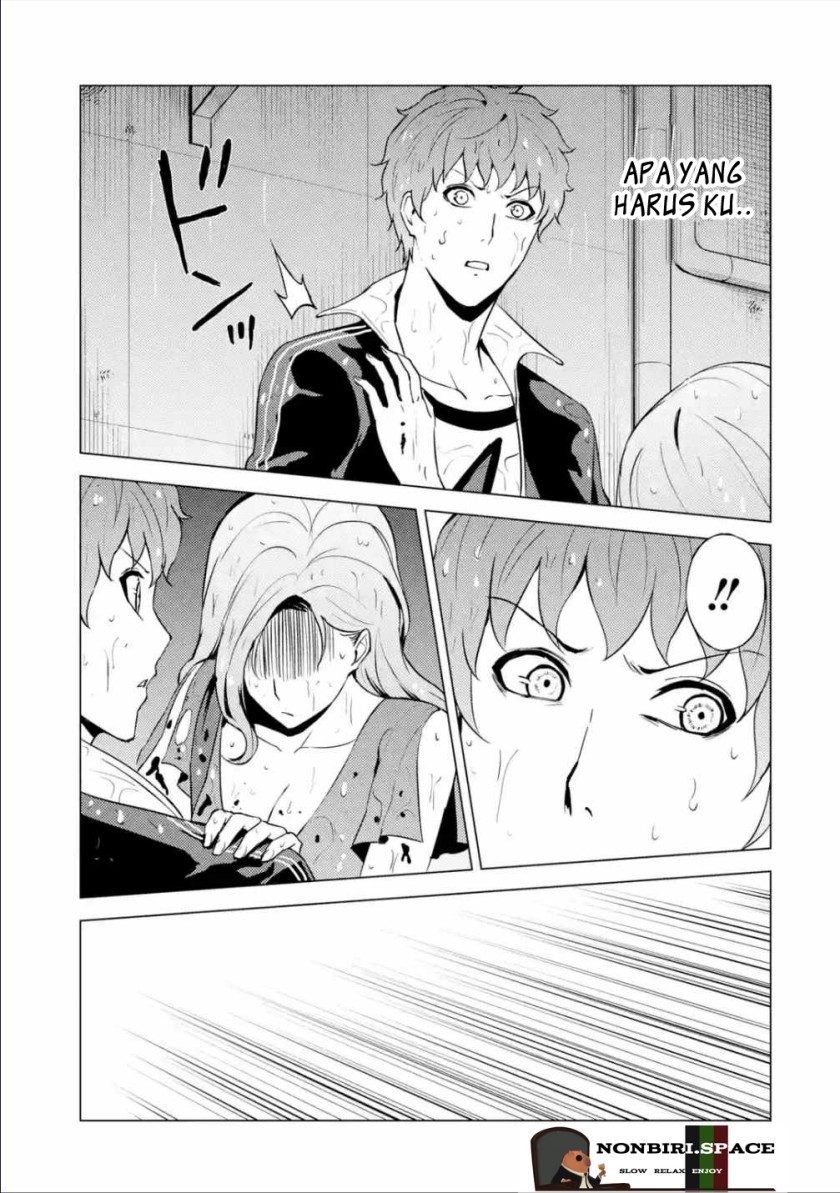 APA YANG
HARUS KU..
ドンッ
!!
NONBIRI.SPACE
SLOW RELAX ENJOY